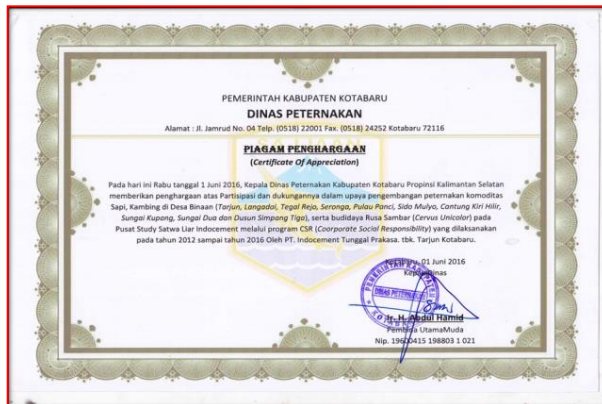 PEMERINTAH KABUPATEN KOTABARU
DINAS PETERNAKAN
Alamat : Jl. Jamrud No. 04 Telp. (0518) 22001 Fax. (0518) 24252 Kotabaru 72116
PIAGAM PENGHARGAAN
(Certificate Of Appreciation)
Pada hari ini Rabu tanggal 1 Juni 2016, Kepala Dinas Peternakan Kabupaten Kotabaru Propinsi Kalimantan Selatan
memberikan penghargaan atas Partisipasi dan dukungannya dalam upaya pengembangan peternakan komoditas
Sapi, Kambing di Desa Binaan (Tarjun, Langadai, Tegal Rejo, Seronga, Pulau Panci, Sido Mulyo, Cantung Kiri Hilir,
Sungai Kupang, Sungai Dua dan Dusun Simpang Tiga), serta budidaya Rusa Sambar (Cervus Unicolor) pada
Pusat Study Satwa Liar Indocement melalui program CSR (Coorporate Social Responsibility) yang dilaksanakan
pada tahun 2012 sampai tahun 2016 Oleh PT. Indocement Tunggal Prakasa. tbk. Tarjun Kotabaru.
Kotabaru, 01 Juni 2016
Kepala Dinas
DINAS PETERNAKAN
Ir. H. Abdul Hamid
Pembina UtamaMuda
Nip. 19600415 198803 1 021